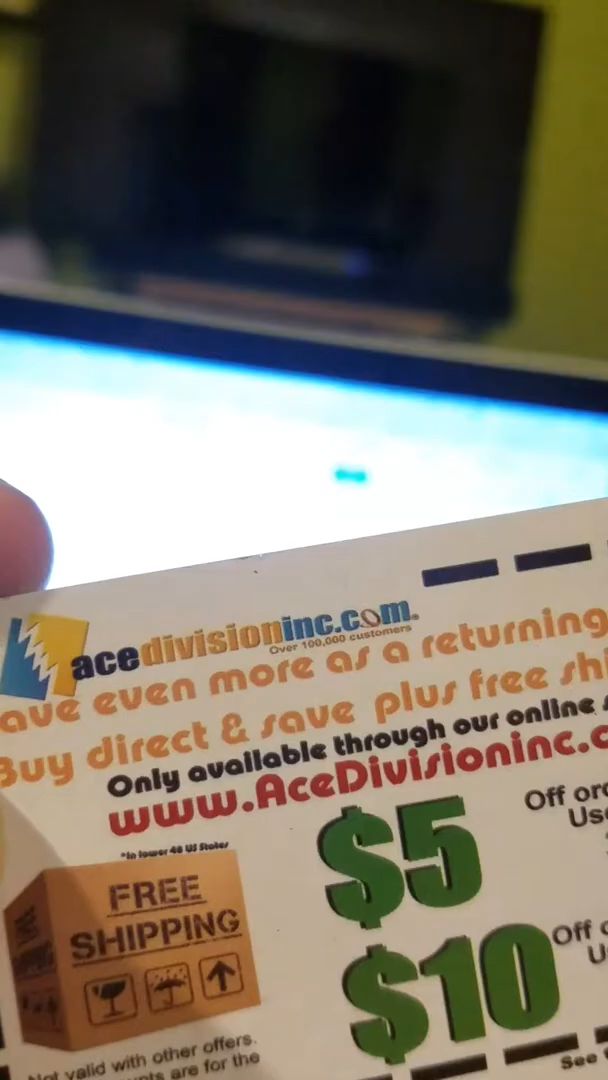 acedivisioninc.com
Over 100,000 customers
ave even more as a returning
Buy direct & save plus free shi
Only available through our online
www.AceDivisioninc.c
*In lower 48 US States
$5 Off or
Us
FREE
SHIPPING
$10 Off
U
Not valid with other offers.
nts are for the
See